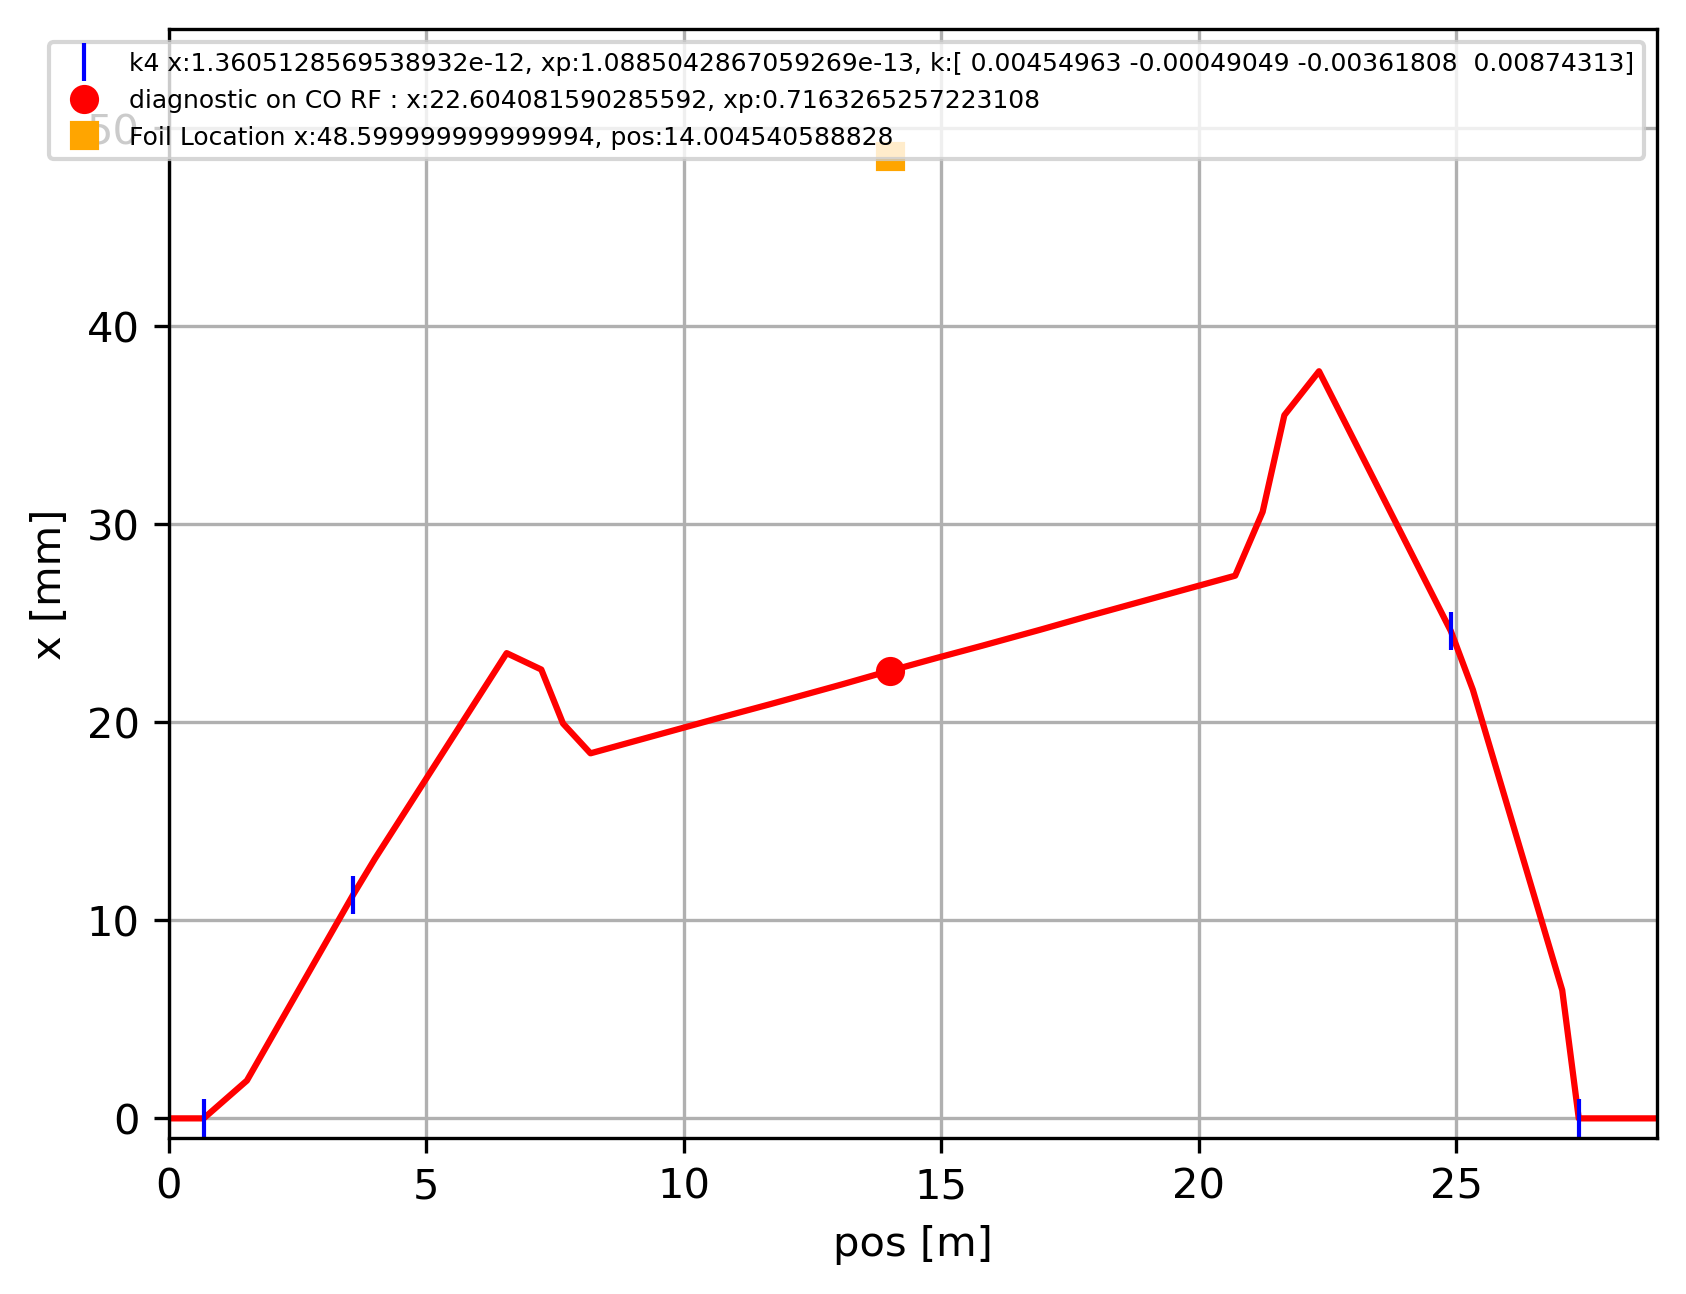 k4 x:1.3605128569538932e-12, xp:1.0885042867059269e-13, k:[ 0.00454963 -0.00049049 -0.00361808  0.00874313]
diagnostic on CO RF : x:22.604081590285592, xp:0.7163265257223108
Foil Location x:48.599999999999994, pos:14.004540588828
50
40
30
20
10
0
x [mm]
0 5 10 15 20 25
pos [m]